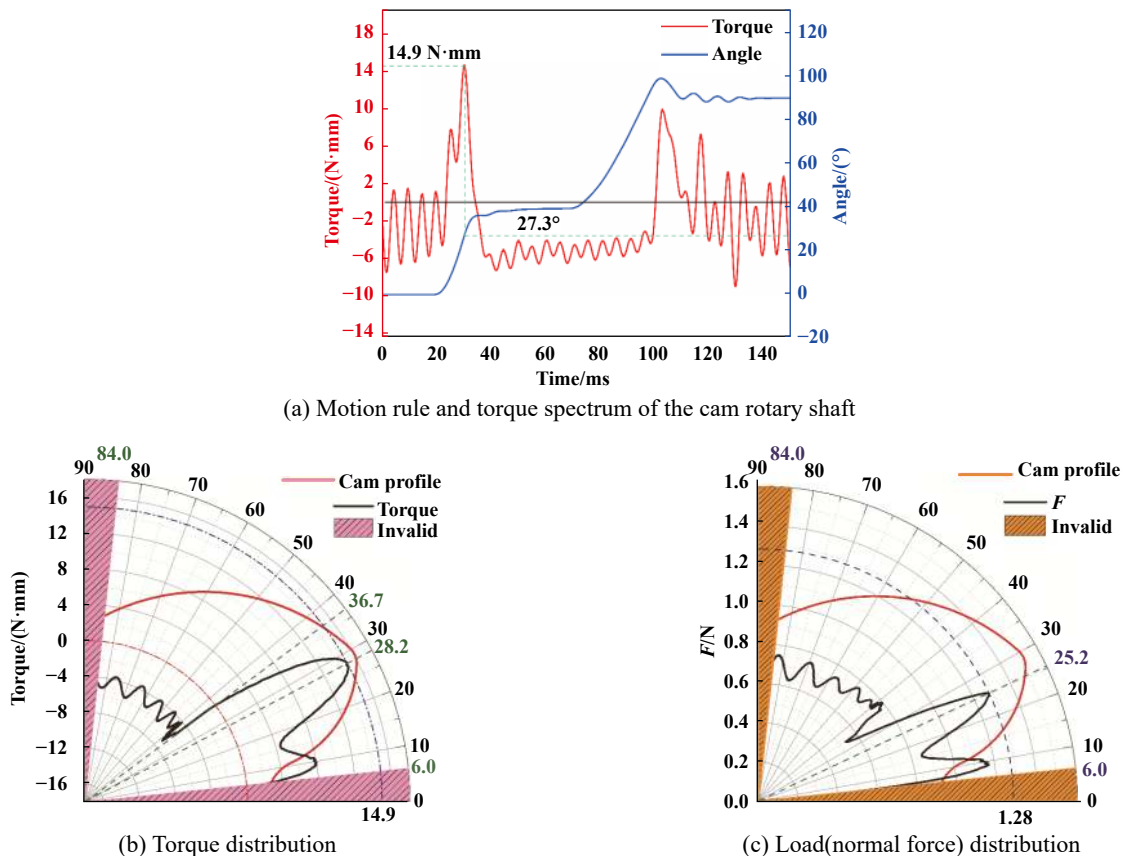 18
14
10
6
2
−2
−6
−10
−14
Torque/(N·mm)
14.9 N·mm
27.3°
Torque
Angle
120
100
80
60
40
20
0
−20
Angle/(°)
0 20 40 60 80 100 120 140
Time/ms
(a) Motion rule and torque spectrum of the cam rotary shaft
84.0
90 80 70 60 50 40
36.7
30
28.2
20
10
6.0
0
16
12
8
4
0
−4
−8
−12
−16
Torque/(N·mm)
14.9
Cam profile
Torque
Invalid
(b) Torque distribution
84.0
90 80 70 60 50 40 30
25.2
20
10
6.0
0
1.6
1.4
1.2
1.0
0.8
0.6
0.4
0.2
0.0
F/N
1.28
Cam profile
F
Invalid
(c) Load(normal force) distribution